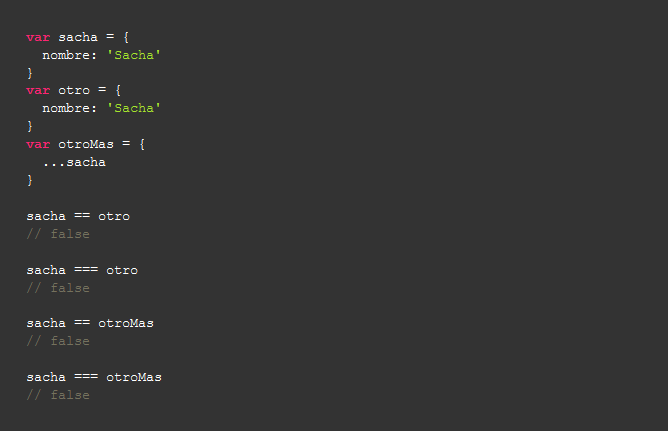 var sacha = {
  nombre: 'Sacha'
}
var otro = {
  nombre: 'Sacha'
}
var otroMas = {
  ...sacha
}

sacha == otro
// false

sacha === otro
// false

sacha == otroMas
// false

sacha === otroMas
// false